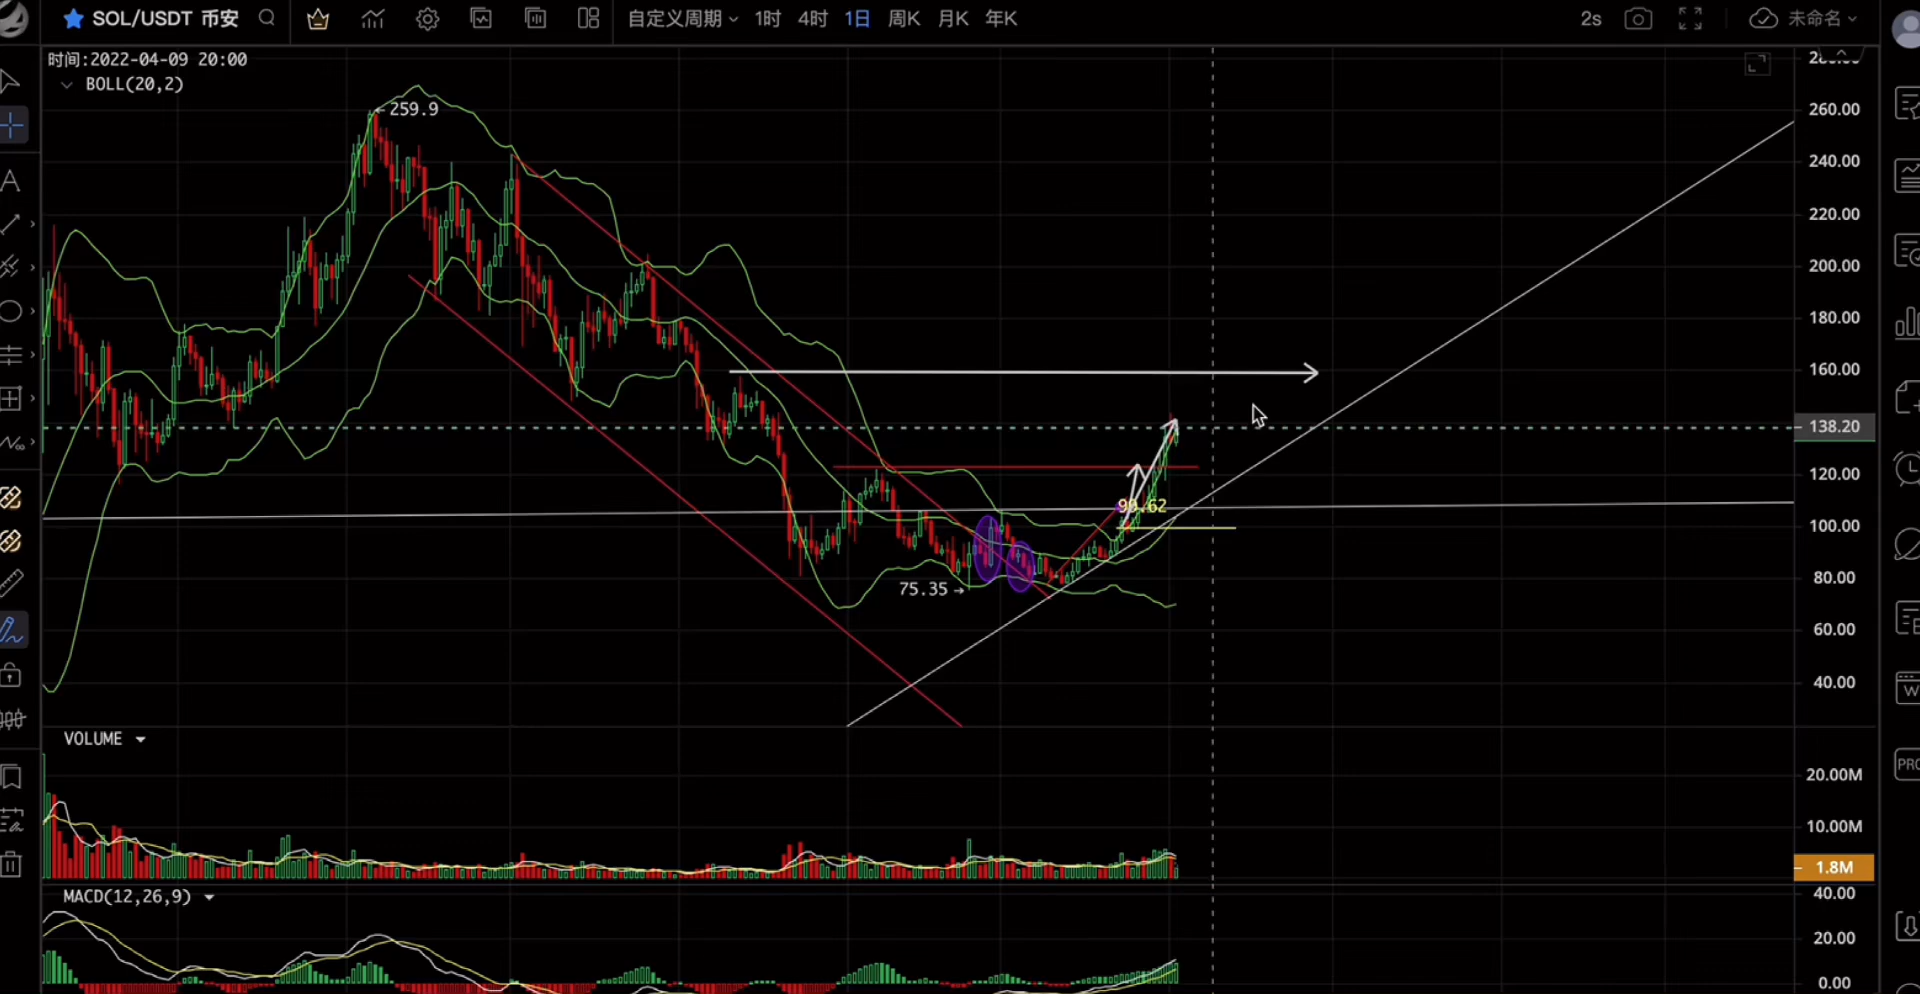 SOL/USDT 币安
自定义周期 1时 4时 1日 周K 月K 年K
2s
未命名
时间:2022-04-09 20:00
BOLL(20,2)
259.9
260.00
240.00
220.00
200.00
180.00
160.00
138.20
120.00
100.00
80.00
60.00
40.00
75.35
VOLUME
20.00M
10.00M
1.8M
MACD(12,26,9)
40.00
20.00
0.00
W
PRO